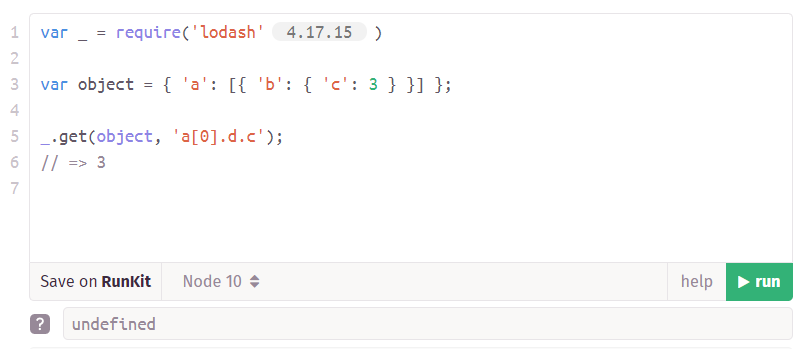 1 var _ = require('lodash' 4.17.15 )
2
3 var object = { 'a': [{ 'b': { 'c': 3 } }] };
4
5 _.get(object, 'a[0].d.c');
6 // => 3
7
Save on RunKit Node 10 help run
? undefined